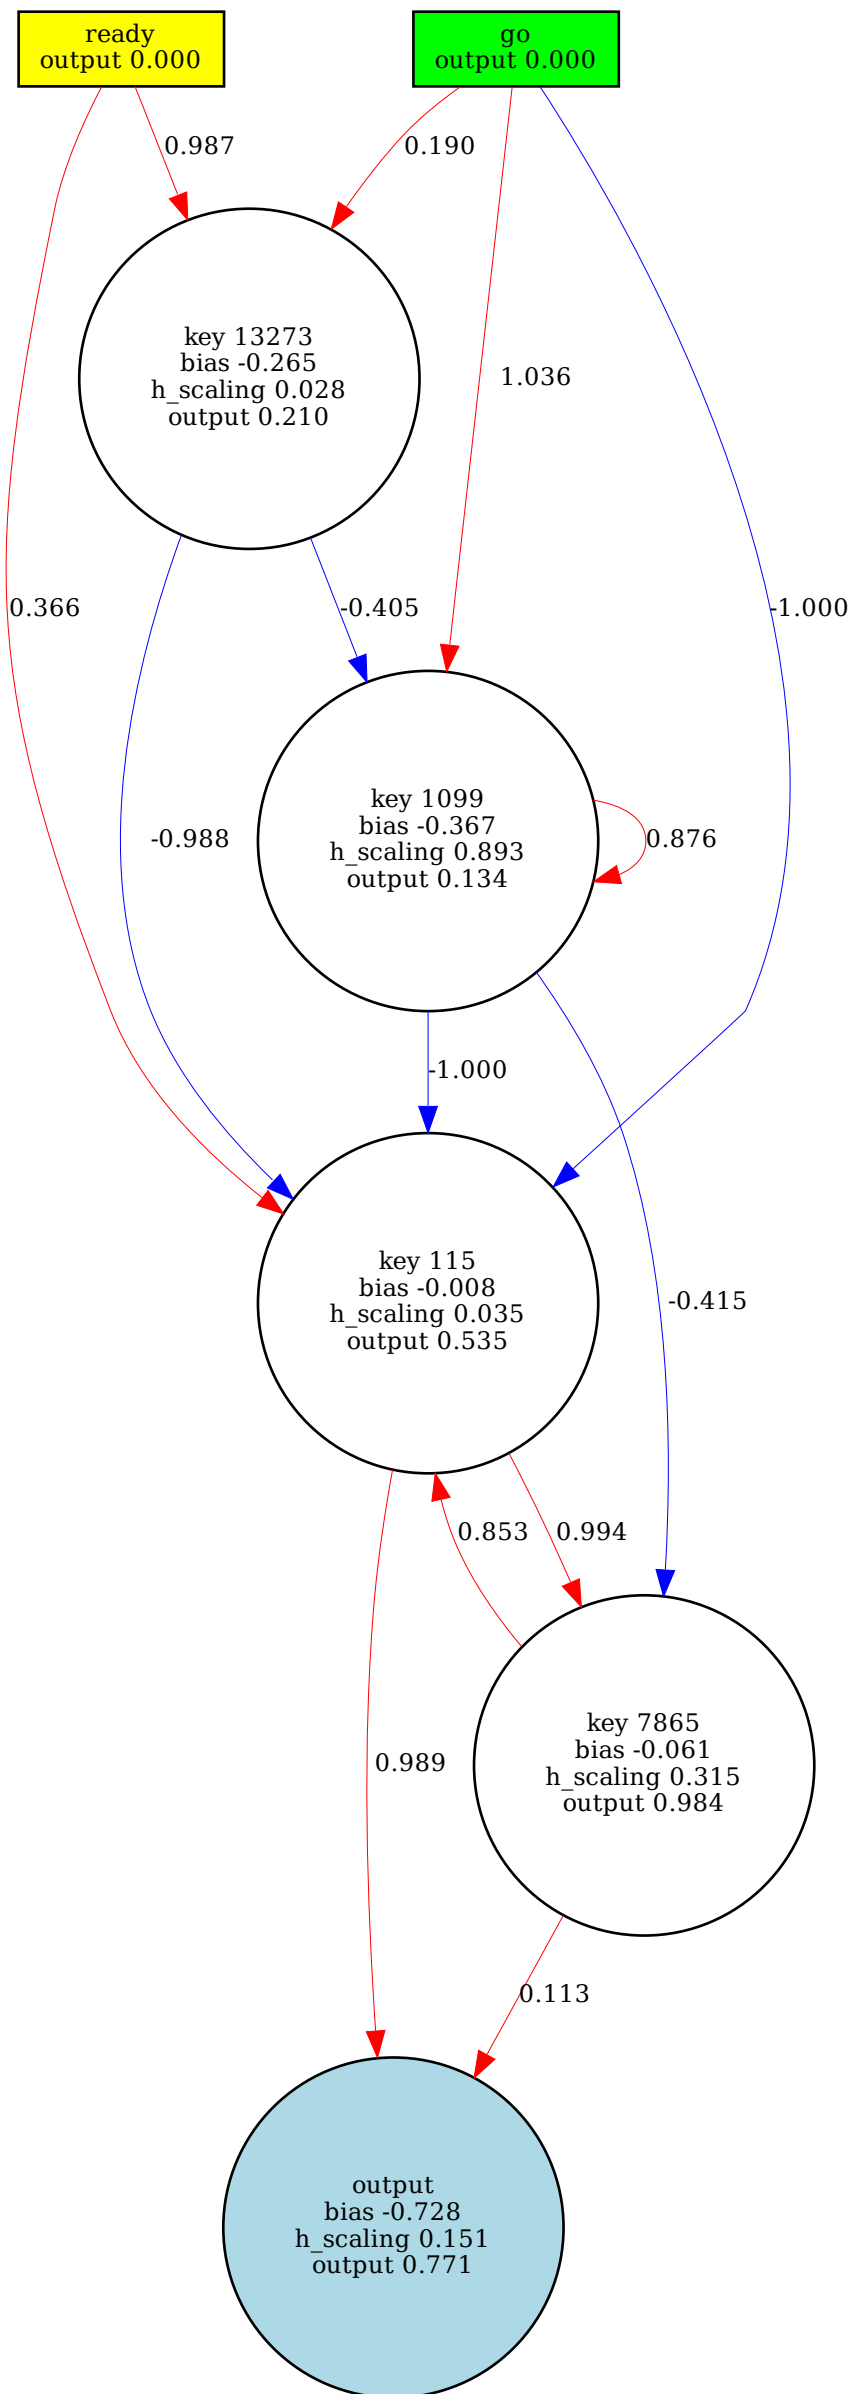 ready
output 0.000
go
output 0.000
0.987
0.190
key 13273
bias -0.265
h_scaling 0.028
output 0.210
1.036
0.366
-0.405
-1.000
key 1099
bias -0.367
h_scaling 0.893
output 0.134
-0.988
0.876
-1.000
key 115
bias -0.008
h_scaling 0.035
output 0.535
-0.415
0.853
0.994
key 7865
bias -0.061
h_scaling 0.315
output 0.984
0.989
0.113
output
bias -0.728
h_scaling 0.151
output 0.771